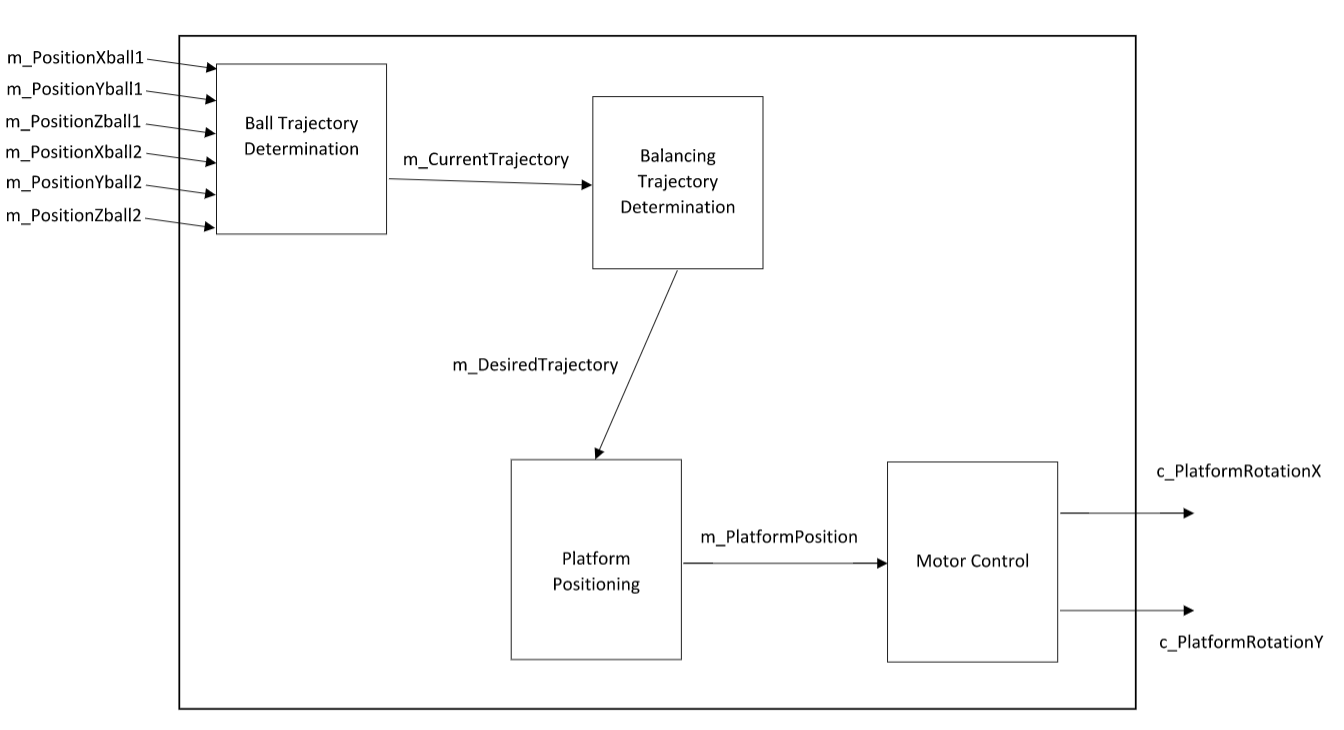 m_PositionXball1
m_PositionYball1
m_PositionZball1
m_PositionXball2
m_PositionYball2
m_PositionZball2
Ball Trajectory
Determination
m_CurrentTrajectory
Balancing
Trajectory
Determination
m_DesiredTrajectory
Platform
Positioning
m_PlatformPosition
Motor Control
c_PlatformRotationX
c_PlatformRotationY